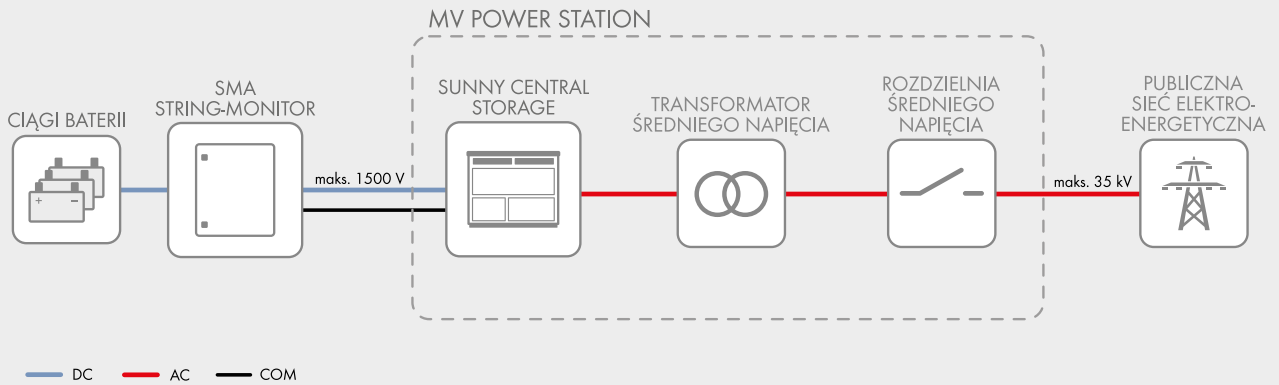 MV POWER STATION
CIĄGI BATERII
SMA
STRING-MONITOR
SUNNY CENTRAL
STORAGE
TRANSFORMATOR
ŚREDNIEGO NAPIĘCIA
ROZDZIELNIA
ŚREDNIEGO
NAPIĘCIA
PUBLICZNA
SIEĆ ELEKTRO-
ENERGETYCZNA
maks. 1500 V
maks. 35 kV
+ −
DC
AC
COM